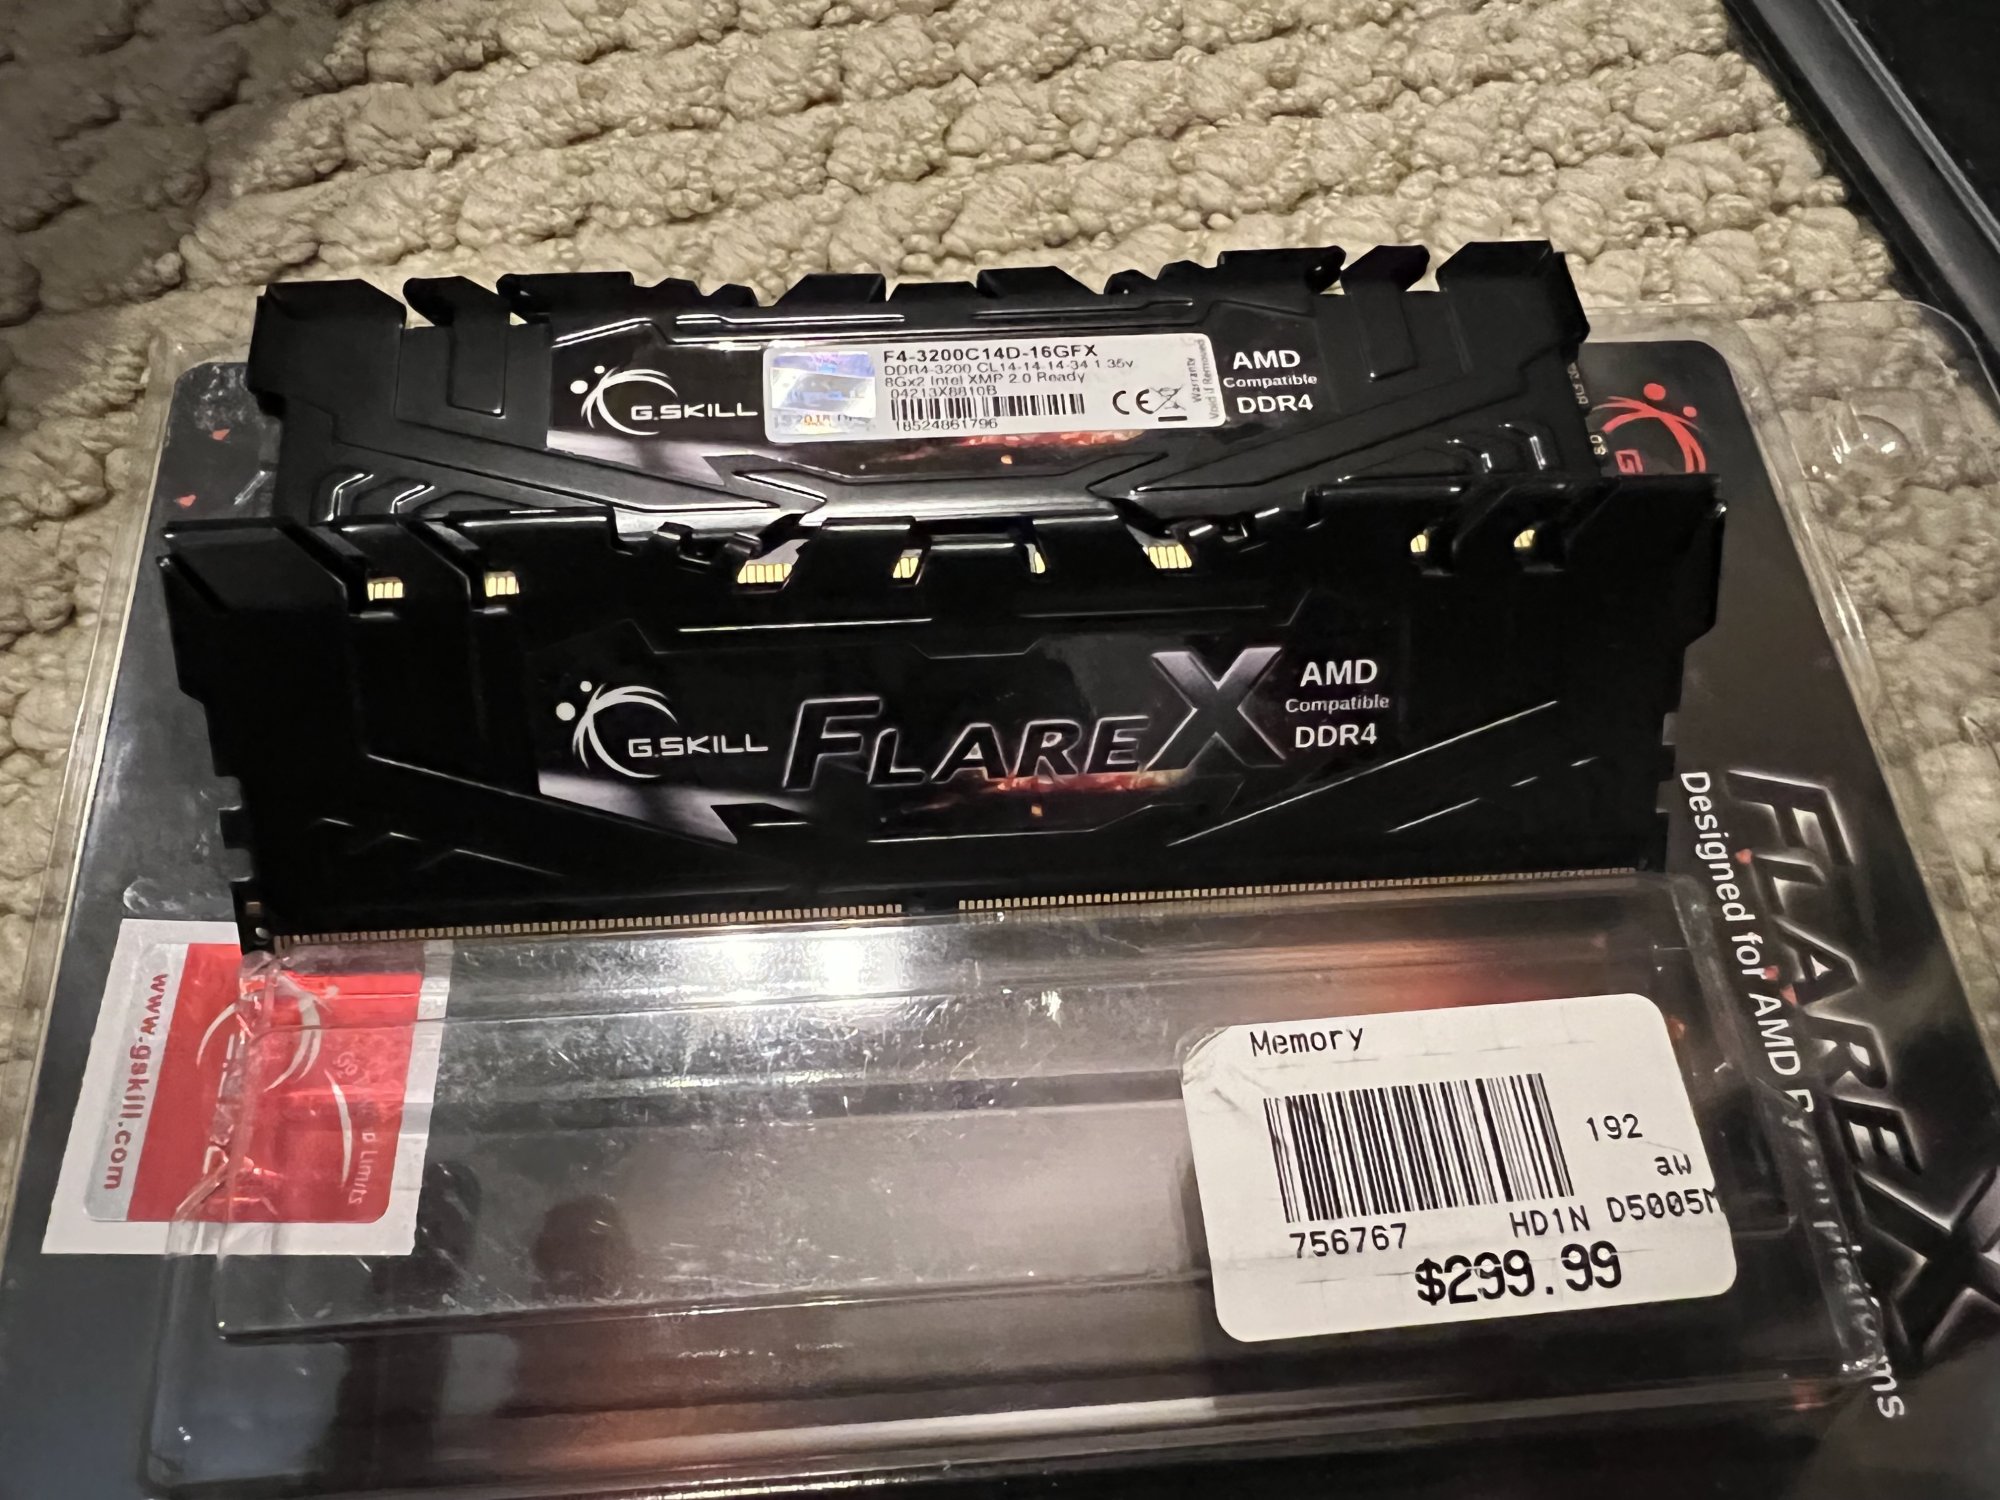 F4-3200C14D-16GFX
DDR4-3200 CL14-14-14-34 1.35v
8Gx2 Intel XMP 2.0 Ready
04213X8810B
18524861796
Warranty
Void if Removed
G.SKILL
AMD
Compatible
DDR4
G.SKILL
FLARE X
AMD
Compatible
DDR4
www.gskill.com
FLARE X
Designed for AMD
Memory
192
aw
756767
HD1N D5005M
$299.99